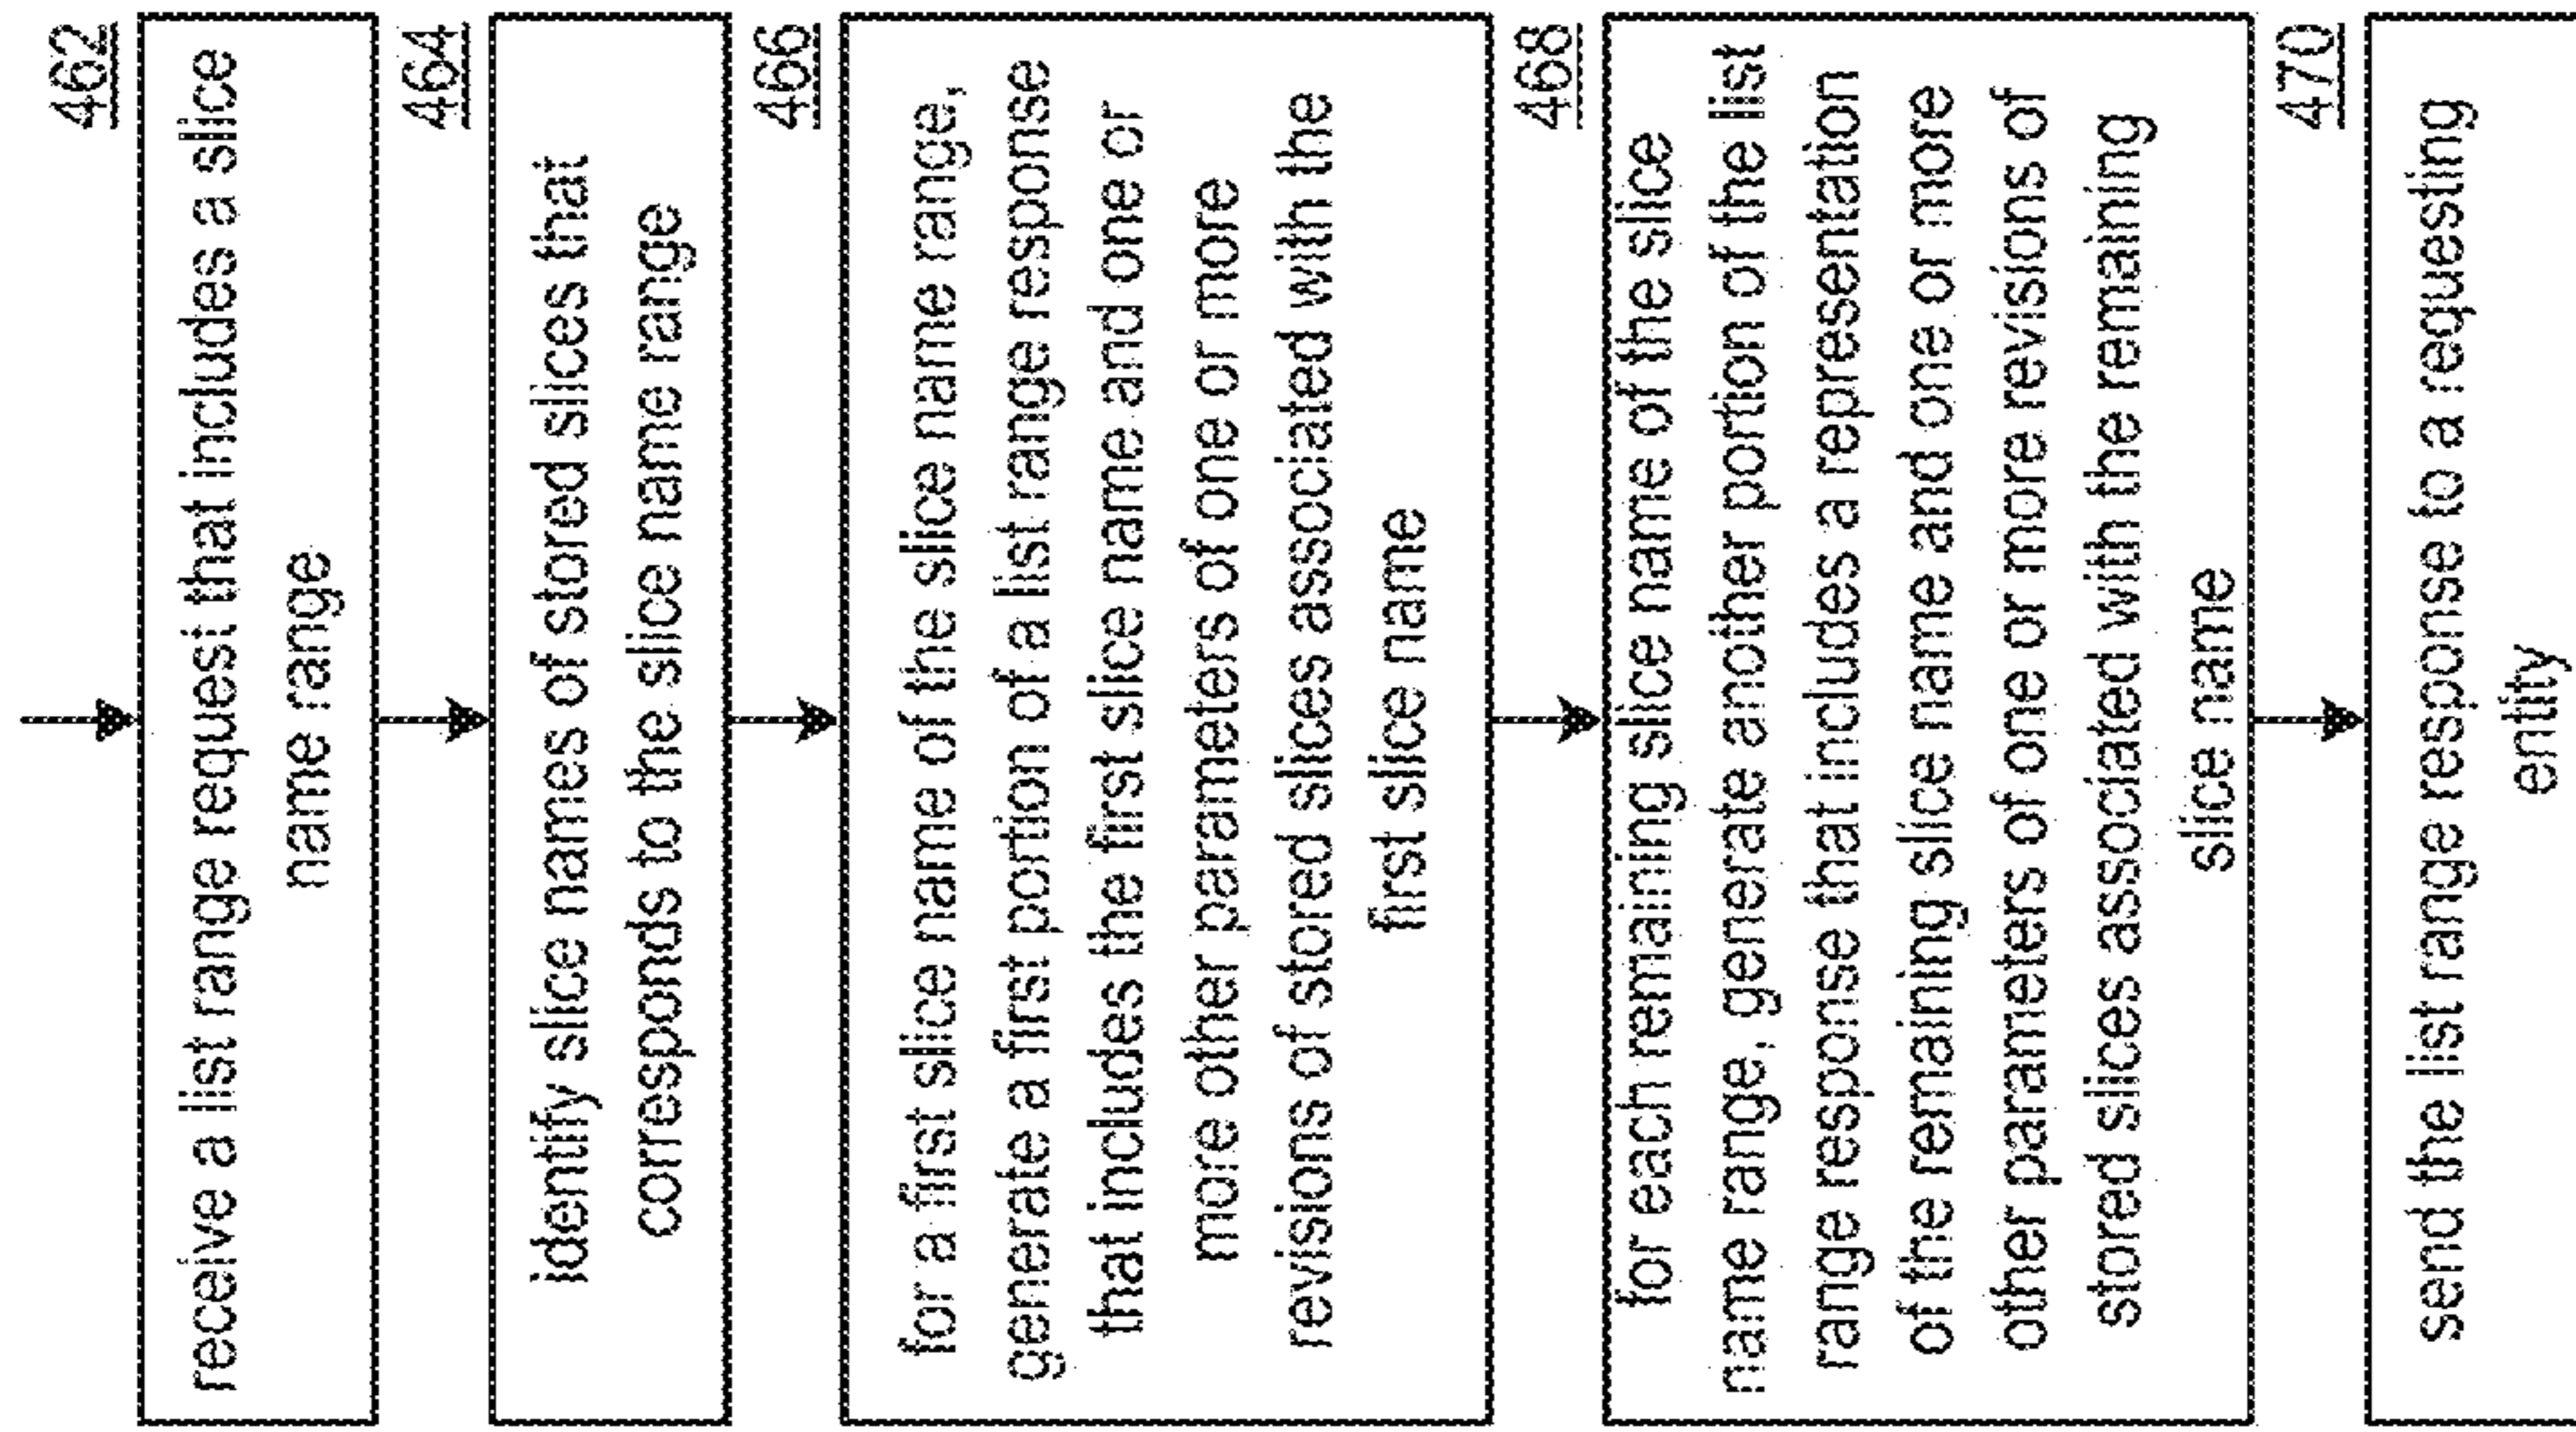 462
receive a list range request that includes a slice
name range
464
identify slice names of stored slices that
corresponds to the slice name range
466
for a first slice name of the slice name range,
generate a first portion of a list range response
that includes the first slice name and one or
more other parameters of one or more
revisions of stored slices associated with the
first slice name
468
for each remaining slice name of the slice
name range, generate another portion of the list
range response that includes a representation
of the remaining slice name and one or more
other parameters of one or more revisions of
stored slices associated with the remaining
slice name
470
send the list range response to a requesting
entity